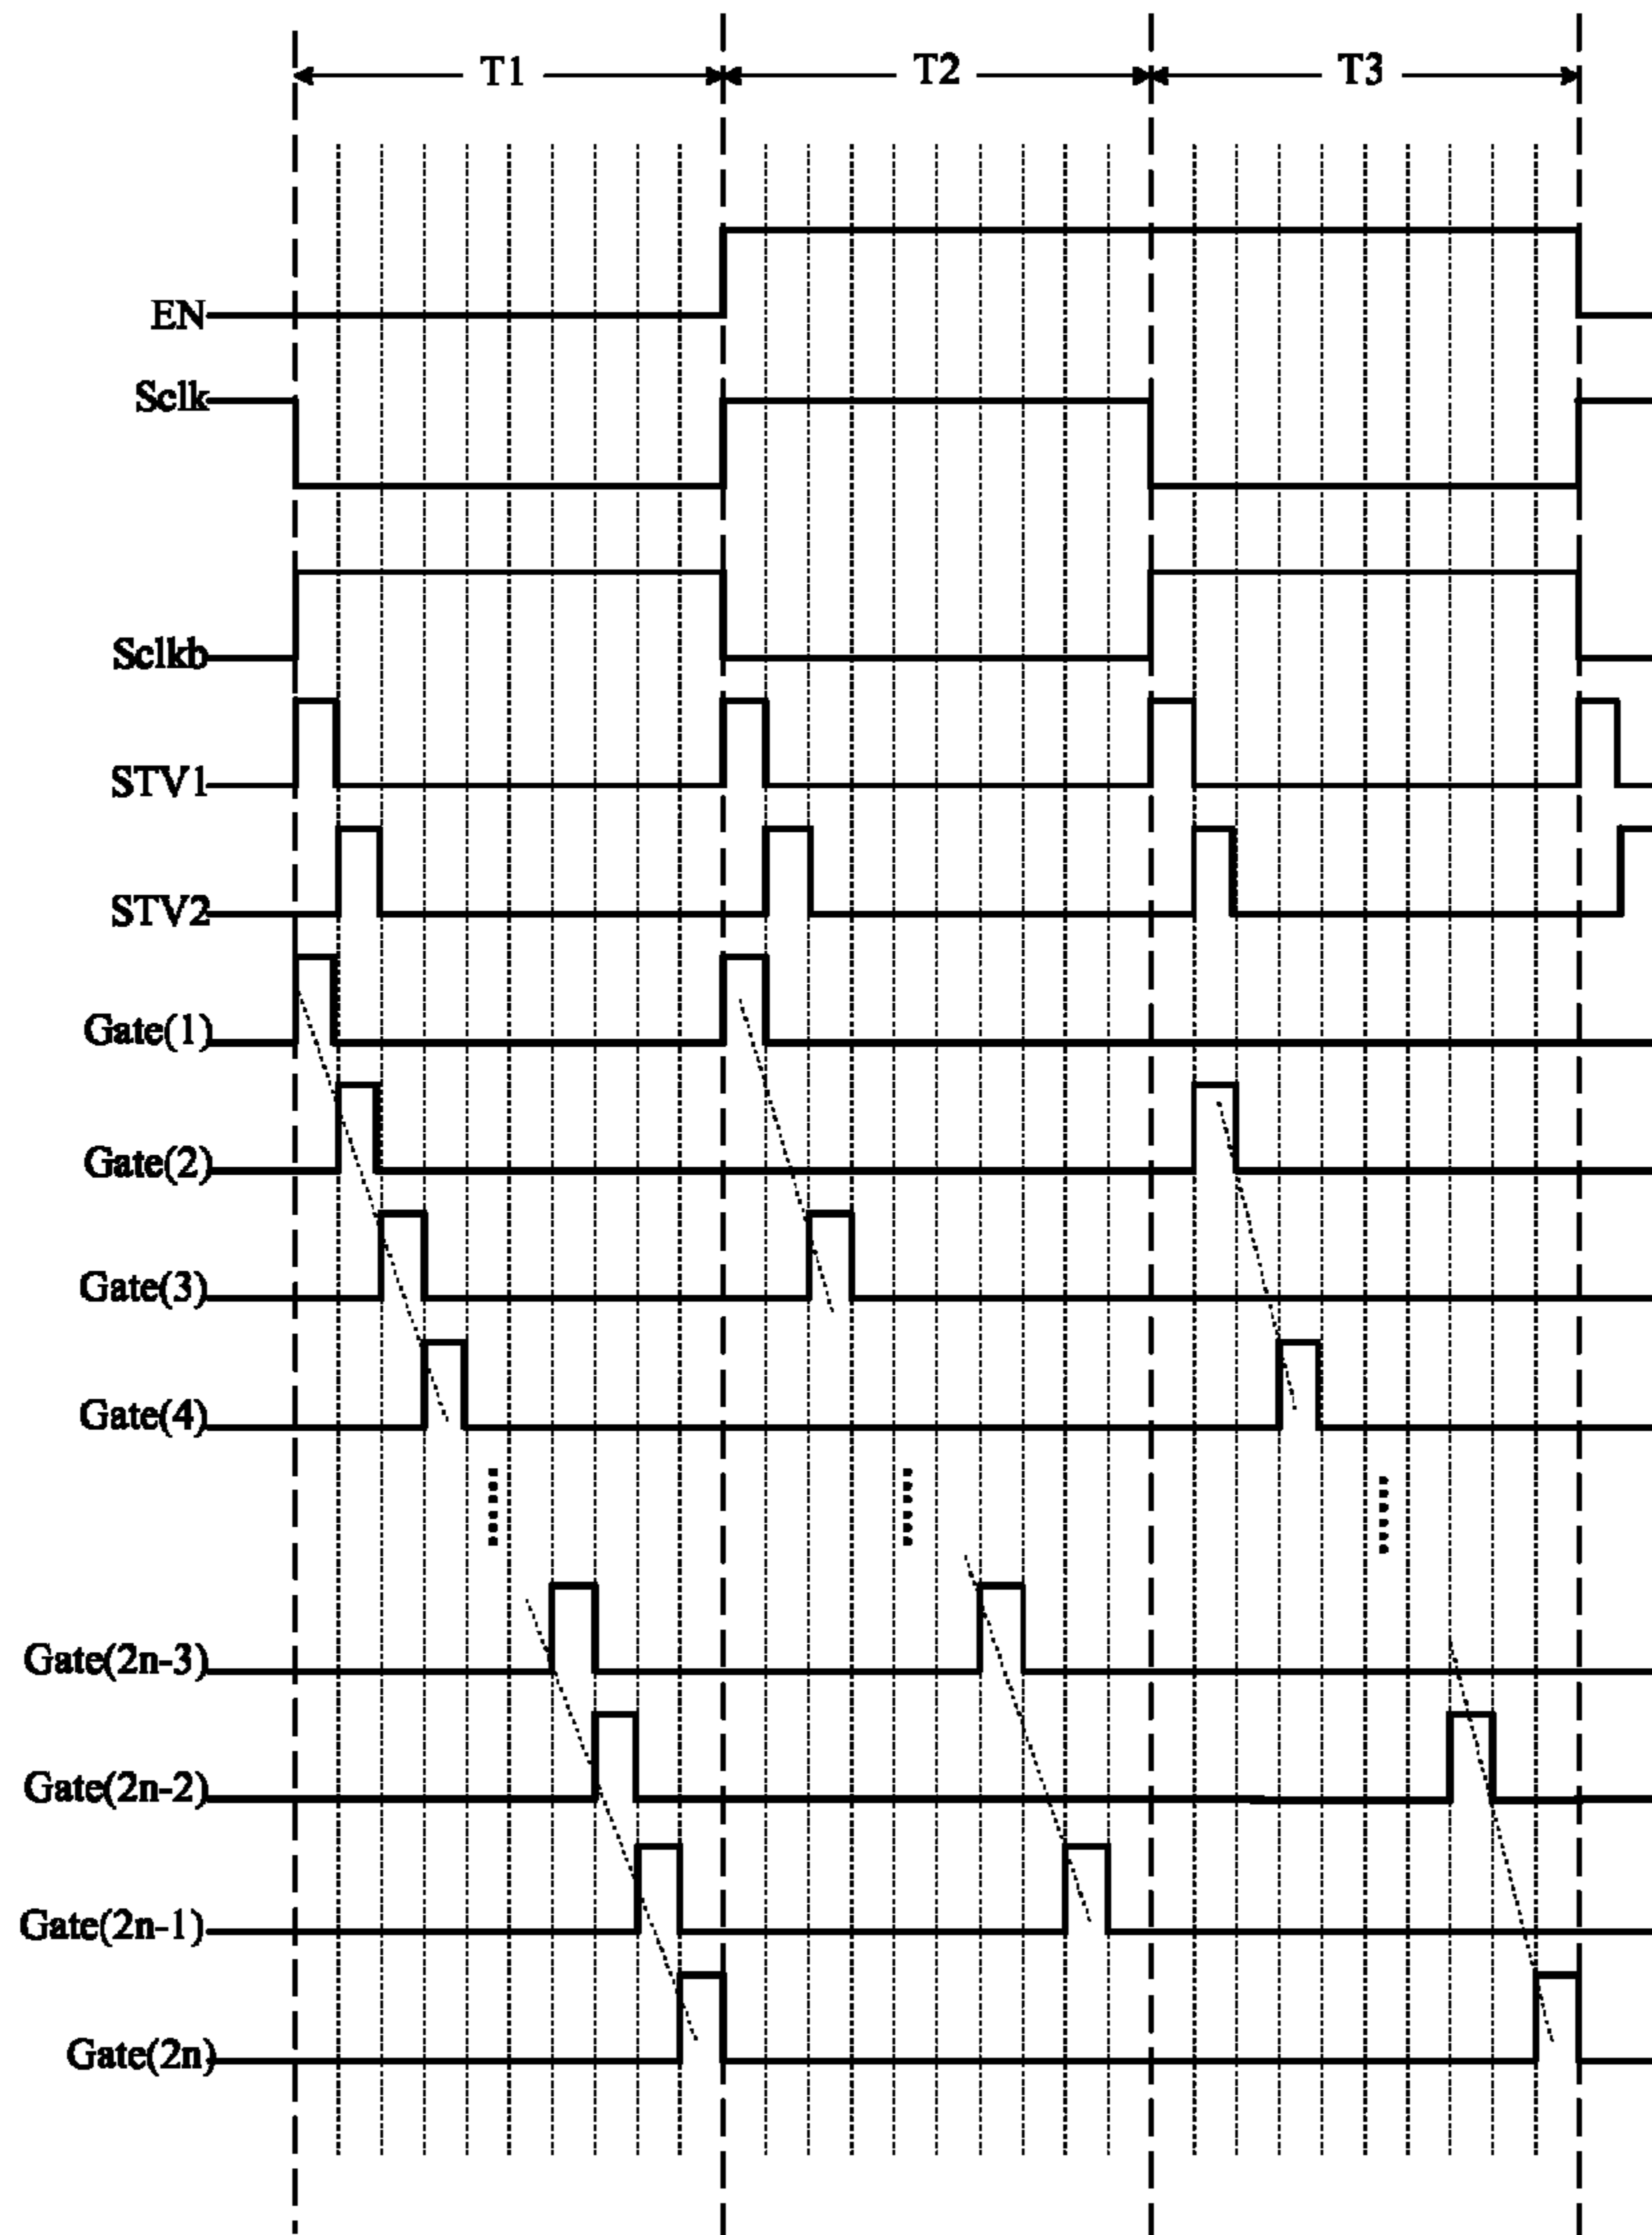 T1 T2 T3
EN
Sclk
Sclkb
STV1
STV2
Gate(1)
Gate(2)
Gate(3)
Gate(4)
Gate(2n-3)
Gate(2n-2)
Gate(2n-1)
Gate(2n)